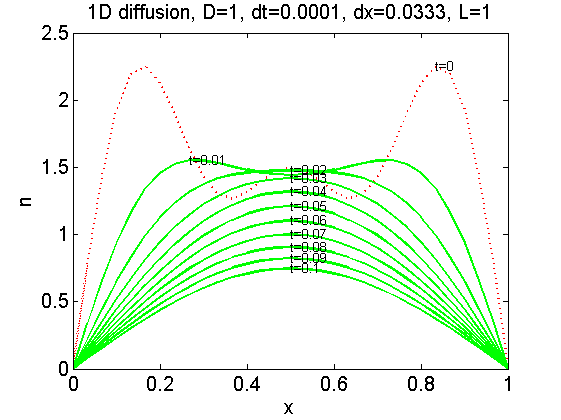 1D diffusion, D=1, dt=0.0001, dx=0.0333, L=1
2.5
t=0
2
t=0.01
1.5
t=0.02
t=0.03
t=0.04
n
t=0.05
t=0.06
1
t=0.07
t=0.08
t=0.09
t=0.1
0.5
0
0 0.2 0.4 0.6 0.8 1
x